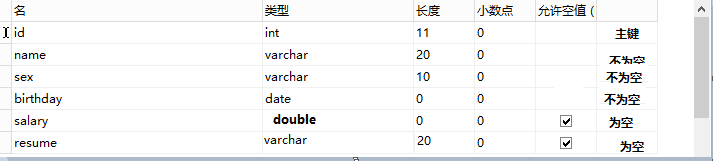 名 类型 长度 小数点 允许空值 (
id int 11 0 主键
name varchar 20 0 不为空
sex varchar 10 0 不为空
birthday date 0 0 不为空
salary double 0 0 为空
resume varchar 20 0 为空